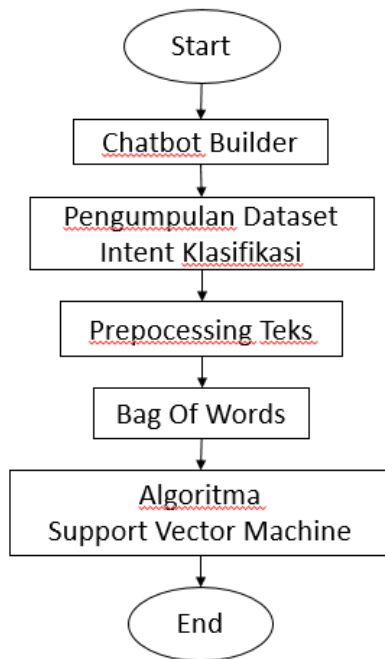 Start
Chatbot Builder
Pengumpulan Dataset
Intent Klasifikasi
Prepocessing Teks
Bag Of Words
Algoritma
Support Vector Machine
End